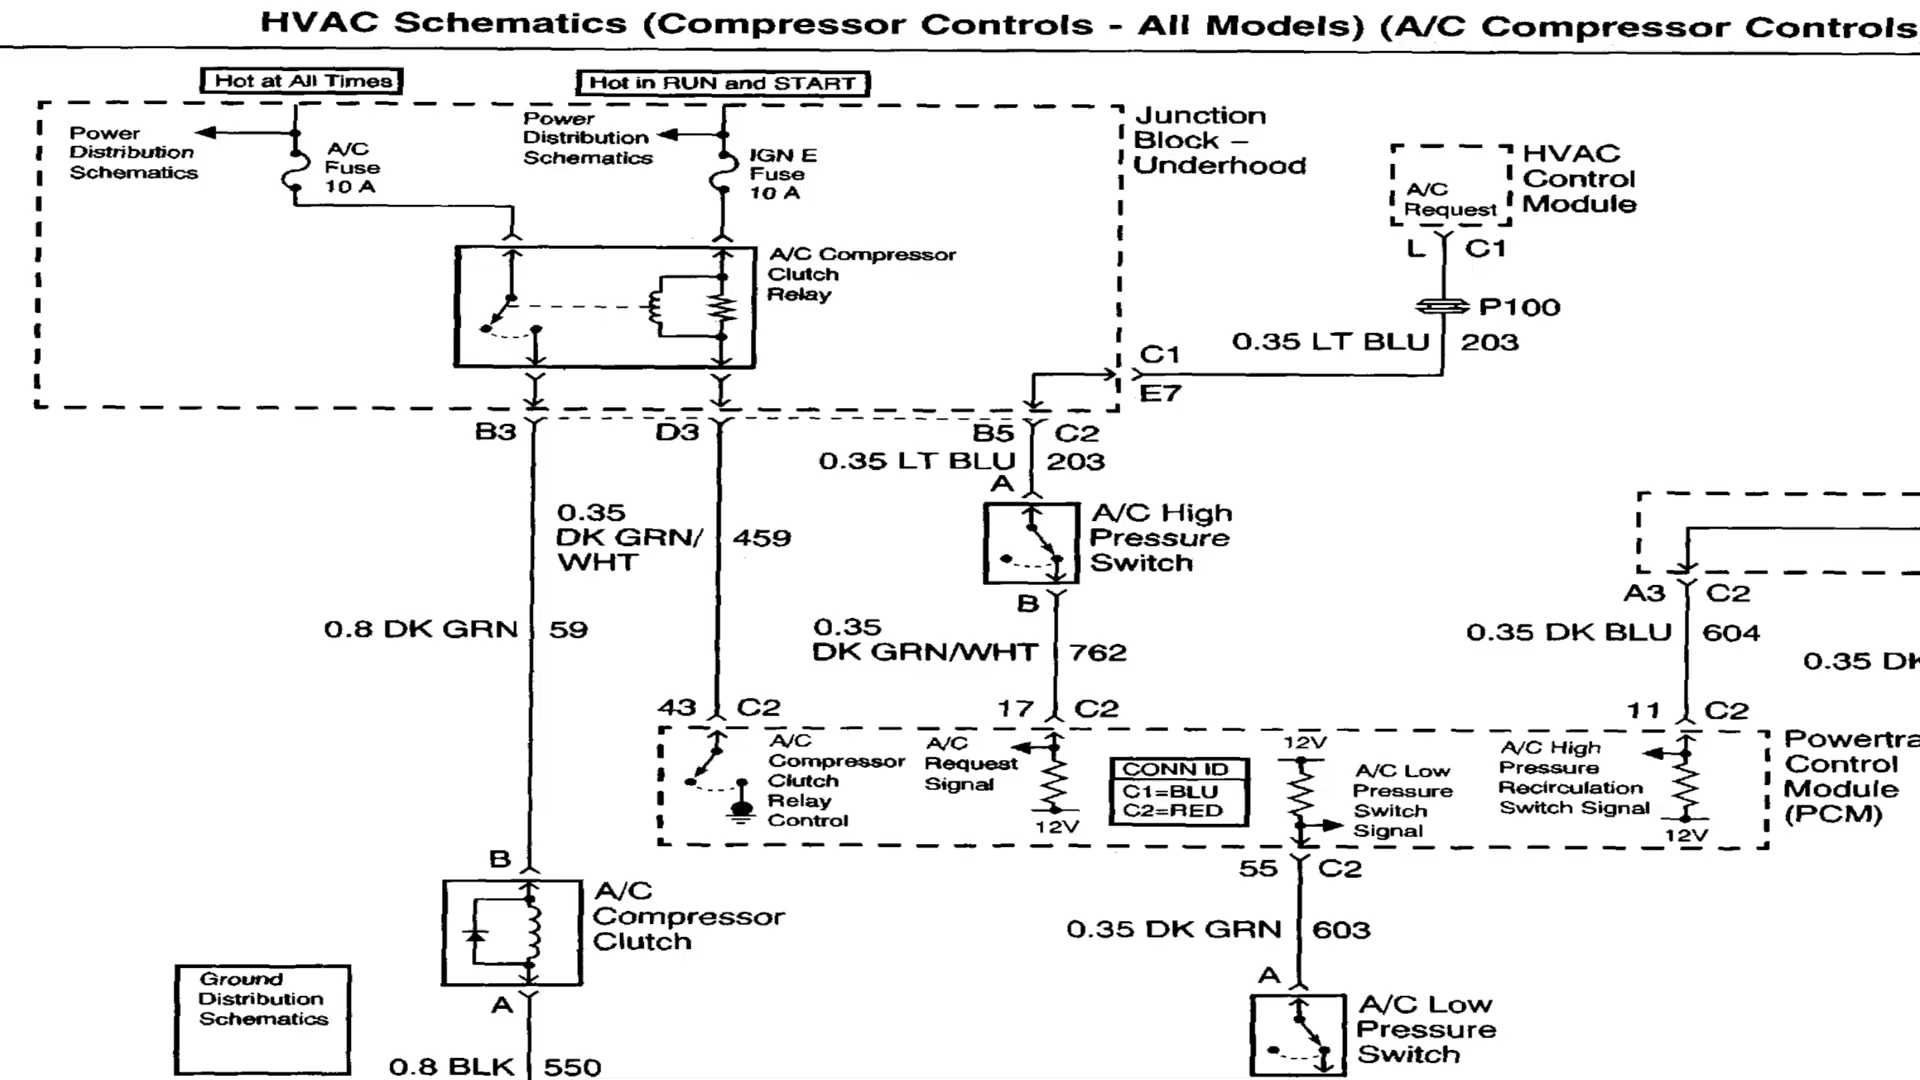 HVAC Schematics (Compressor Controls - All Models) (A/C Compressor Controls
Hot at All Times
Hot in RUN and START
Power
Distribution
Schematics
A/C
Fuse
10 A
Power
Distribution
Schematics
IGN E
Fuse
10 A
Junction
Block –
Underhood
A/C
Request
HVAC
Control
Module
L C1
P100
0.35 LT BLU 203
A/C Compressor
Clutch
Relay
C1
E7
B3 D3 B5 C2
0.35 LT BLU 203
A
A/C High
Pressure
Switch
B
0.35
DK GRN/
WHT
459
0.8 DK GRN 59
0.35
DK GRN/WHT 762
A3 C2
0.35 DK BLU 604
0.35 DK
43 C2 17 C2 11 C2
A/C
Compressor
Clutch
Relay
Control
A/C
Request
Signal
12V
CONN ID
C1=BLU
C2=RED
12V
A/C Low
Pressure
Switch
Signal
A/C High
Pressure
Recirculation
Switch Signal
12V
Powertra
Control
Module
(PCM)
55 C2
0.35 DK GRN 603
A
A/C Low
Pressure
Switch
B
A/C
Compressor
Clutch
A
0.8 BLK 550
Ground
Distribution
Schematics